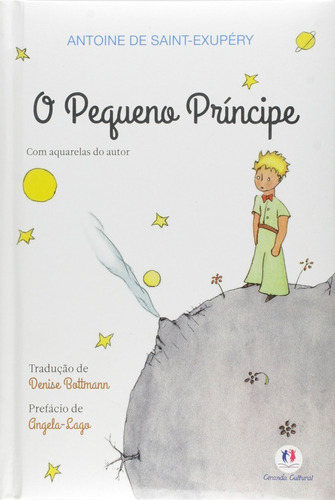 ANTOINE DE SAINT-EXUPÉRY
O Pequeno Príncipe
Com aquarelas do autor
Tradução de
Denise Bottmann
Prefácio de
Angela-Lago
Ciranda Cultural